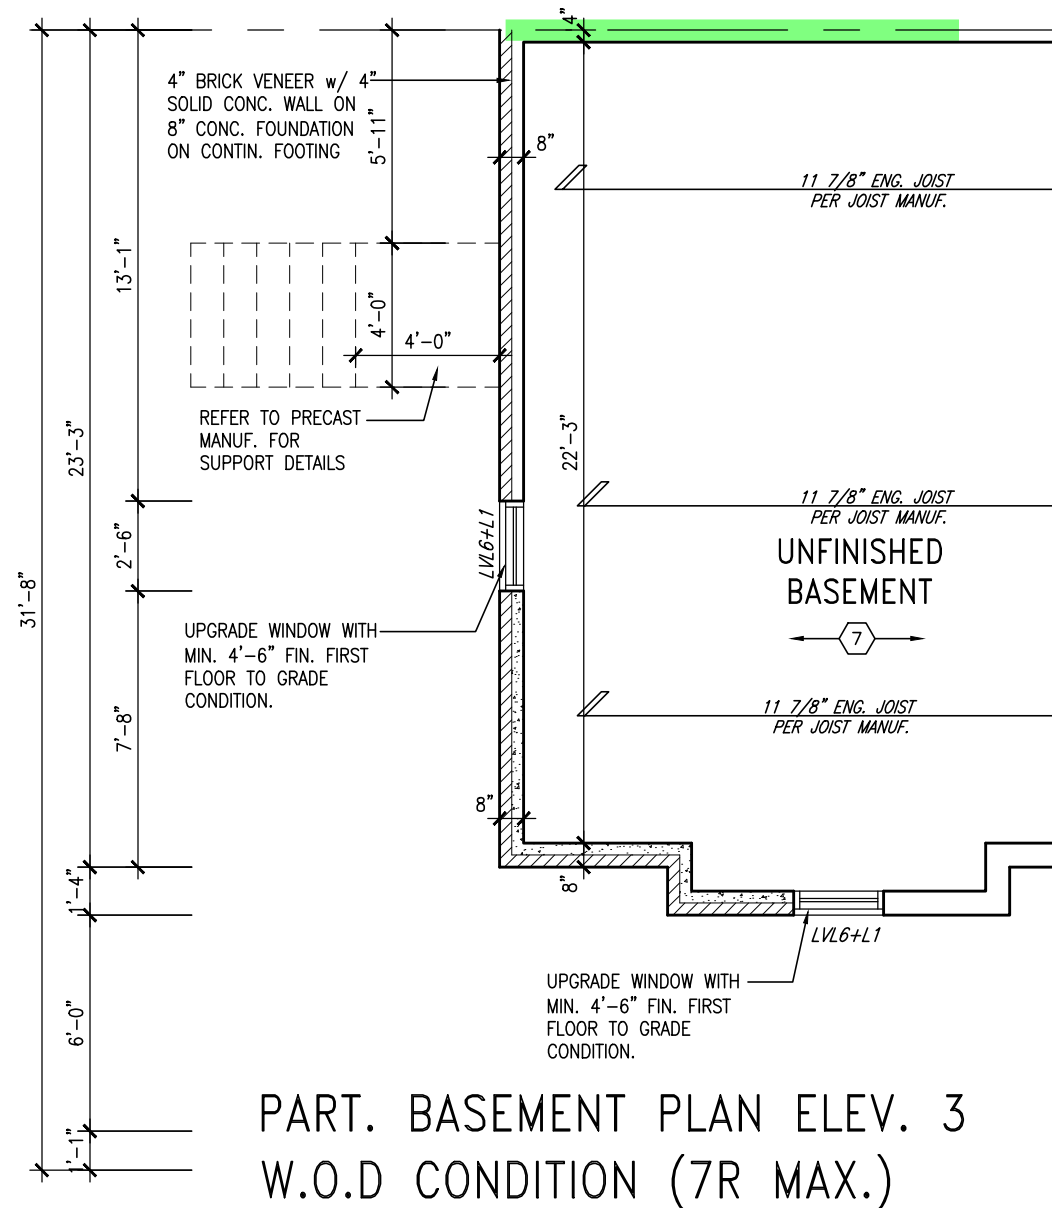 4"
4" BRICK VENEER w/ 4"
SOLID CONC. WALL ON
8" CONC. FOUNDATION
ON CONTIN. FOOTING
5'-11"
8"
11 7/8" ENG. JOIST
PER JOIST MANUF.
13'-1"
4'-0"
4'-0"
REFER TO PRECAST
MANUF. FOR
SUPPORT DETAILS
23'-3"
22'-3"
11 7/8" ENG. JOIST
PER JOIST MANUF.
2'-6"
LVL6+L1
UNFINISHED
BASEMENT
7
31'-8"
UPGRADE WINDOW WITH
MIN. 4'-6" FIN. FIRST
FLOOR TO GRADE
CONDITION.
11 7/8" ENG. JOIST
PER JOIST MANUF.
7'-8"
8"
8"
1'-4"
LVL6+L1
UPGRADE WINDOW WITH
MIN. 4'-6" FIN. FIRST
FLOOR TO GRADE
CONDITION.
6'-0"
1'-1"
PART. BASEMENT PLAN ELEV. 3
W.O.D CONDITION (7R MAX.)